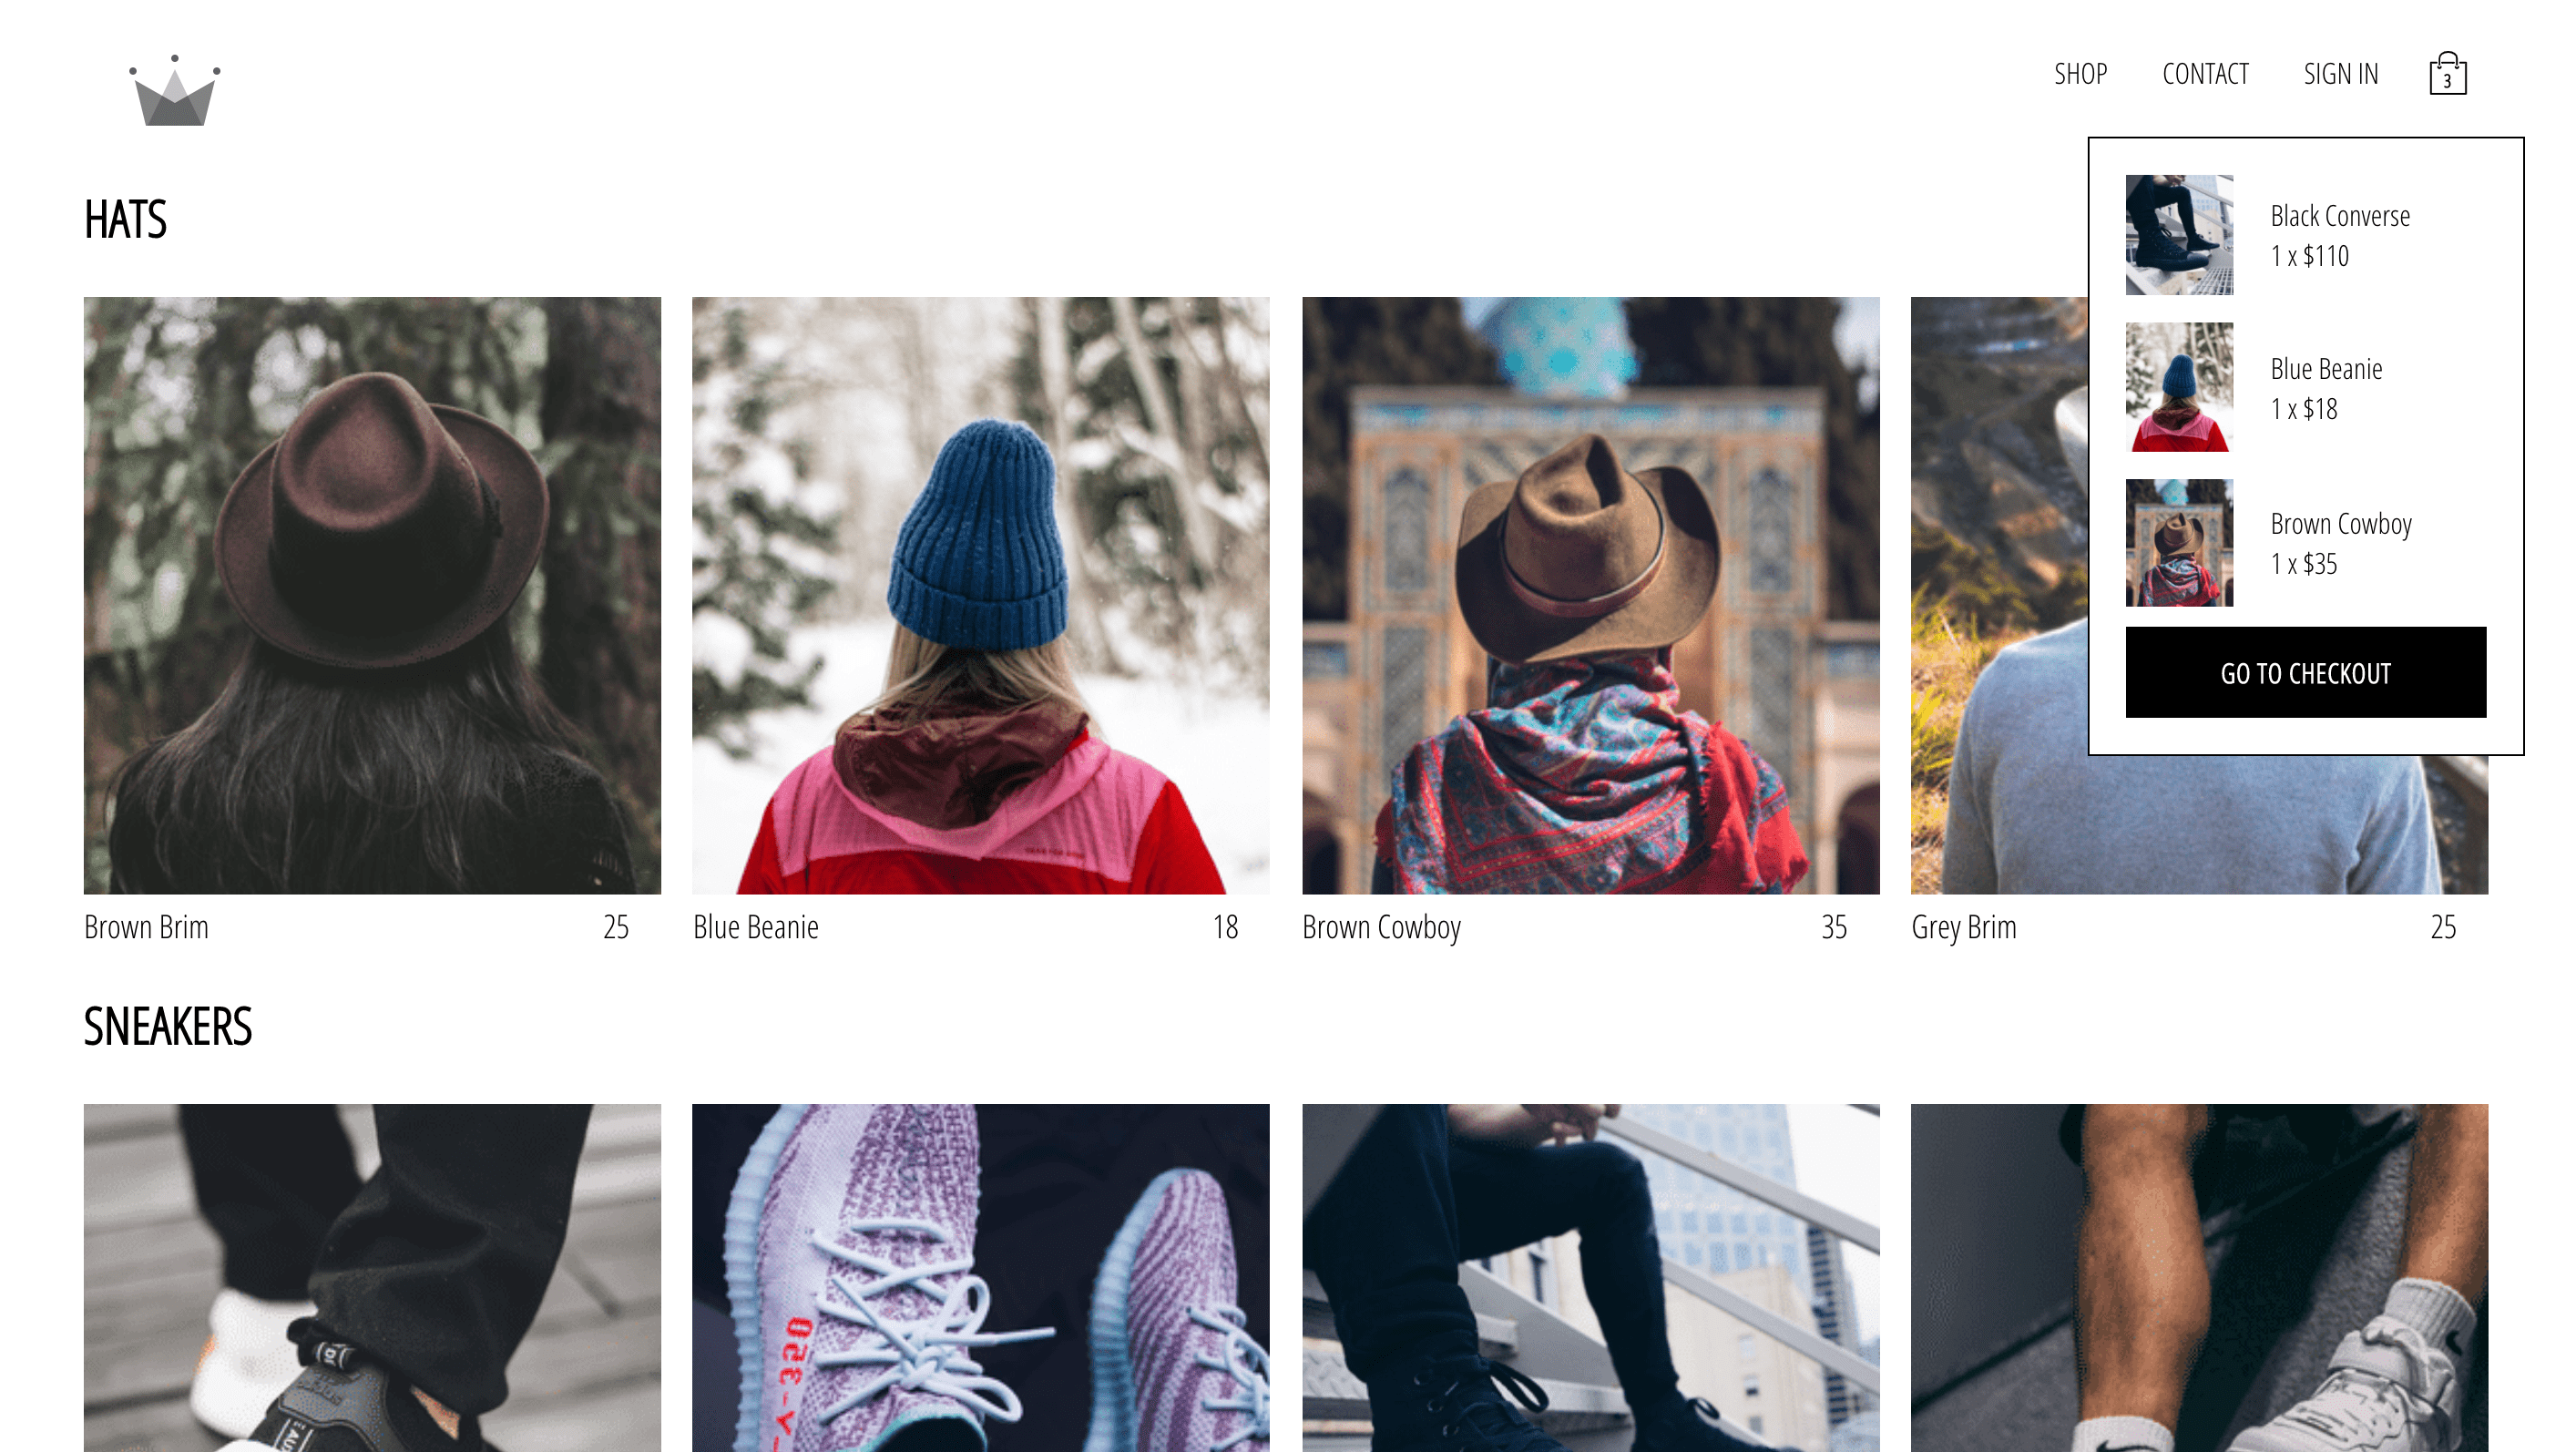 SHOP
CONTACT
SIGN IN
3
Black Converse
1 x $110
Blue Beanie
1 x $18
Brown Cowboy
1 x $35
GO TO CHECKOUT
HATS
Brown Brim
25
Blue Beanie
18
Brown Cowboy
35
Grey Brim
25
SNEAKERS